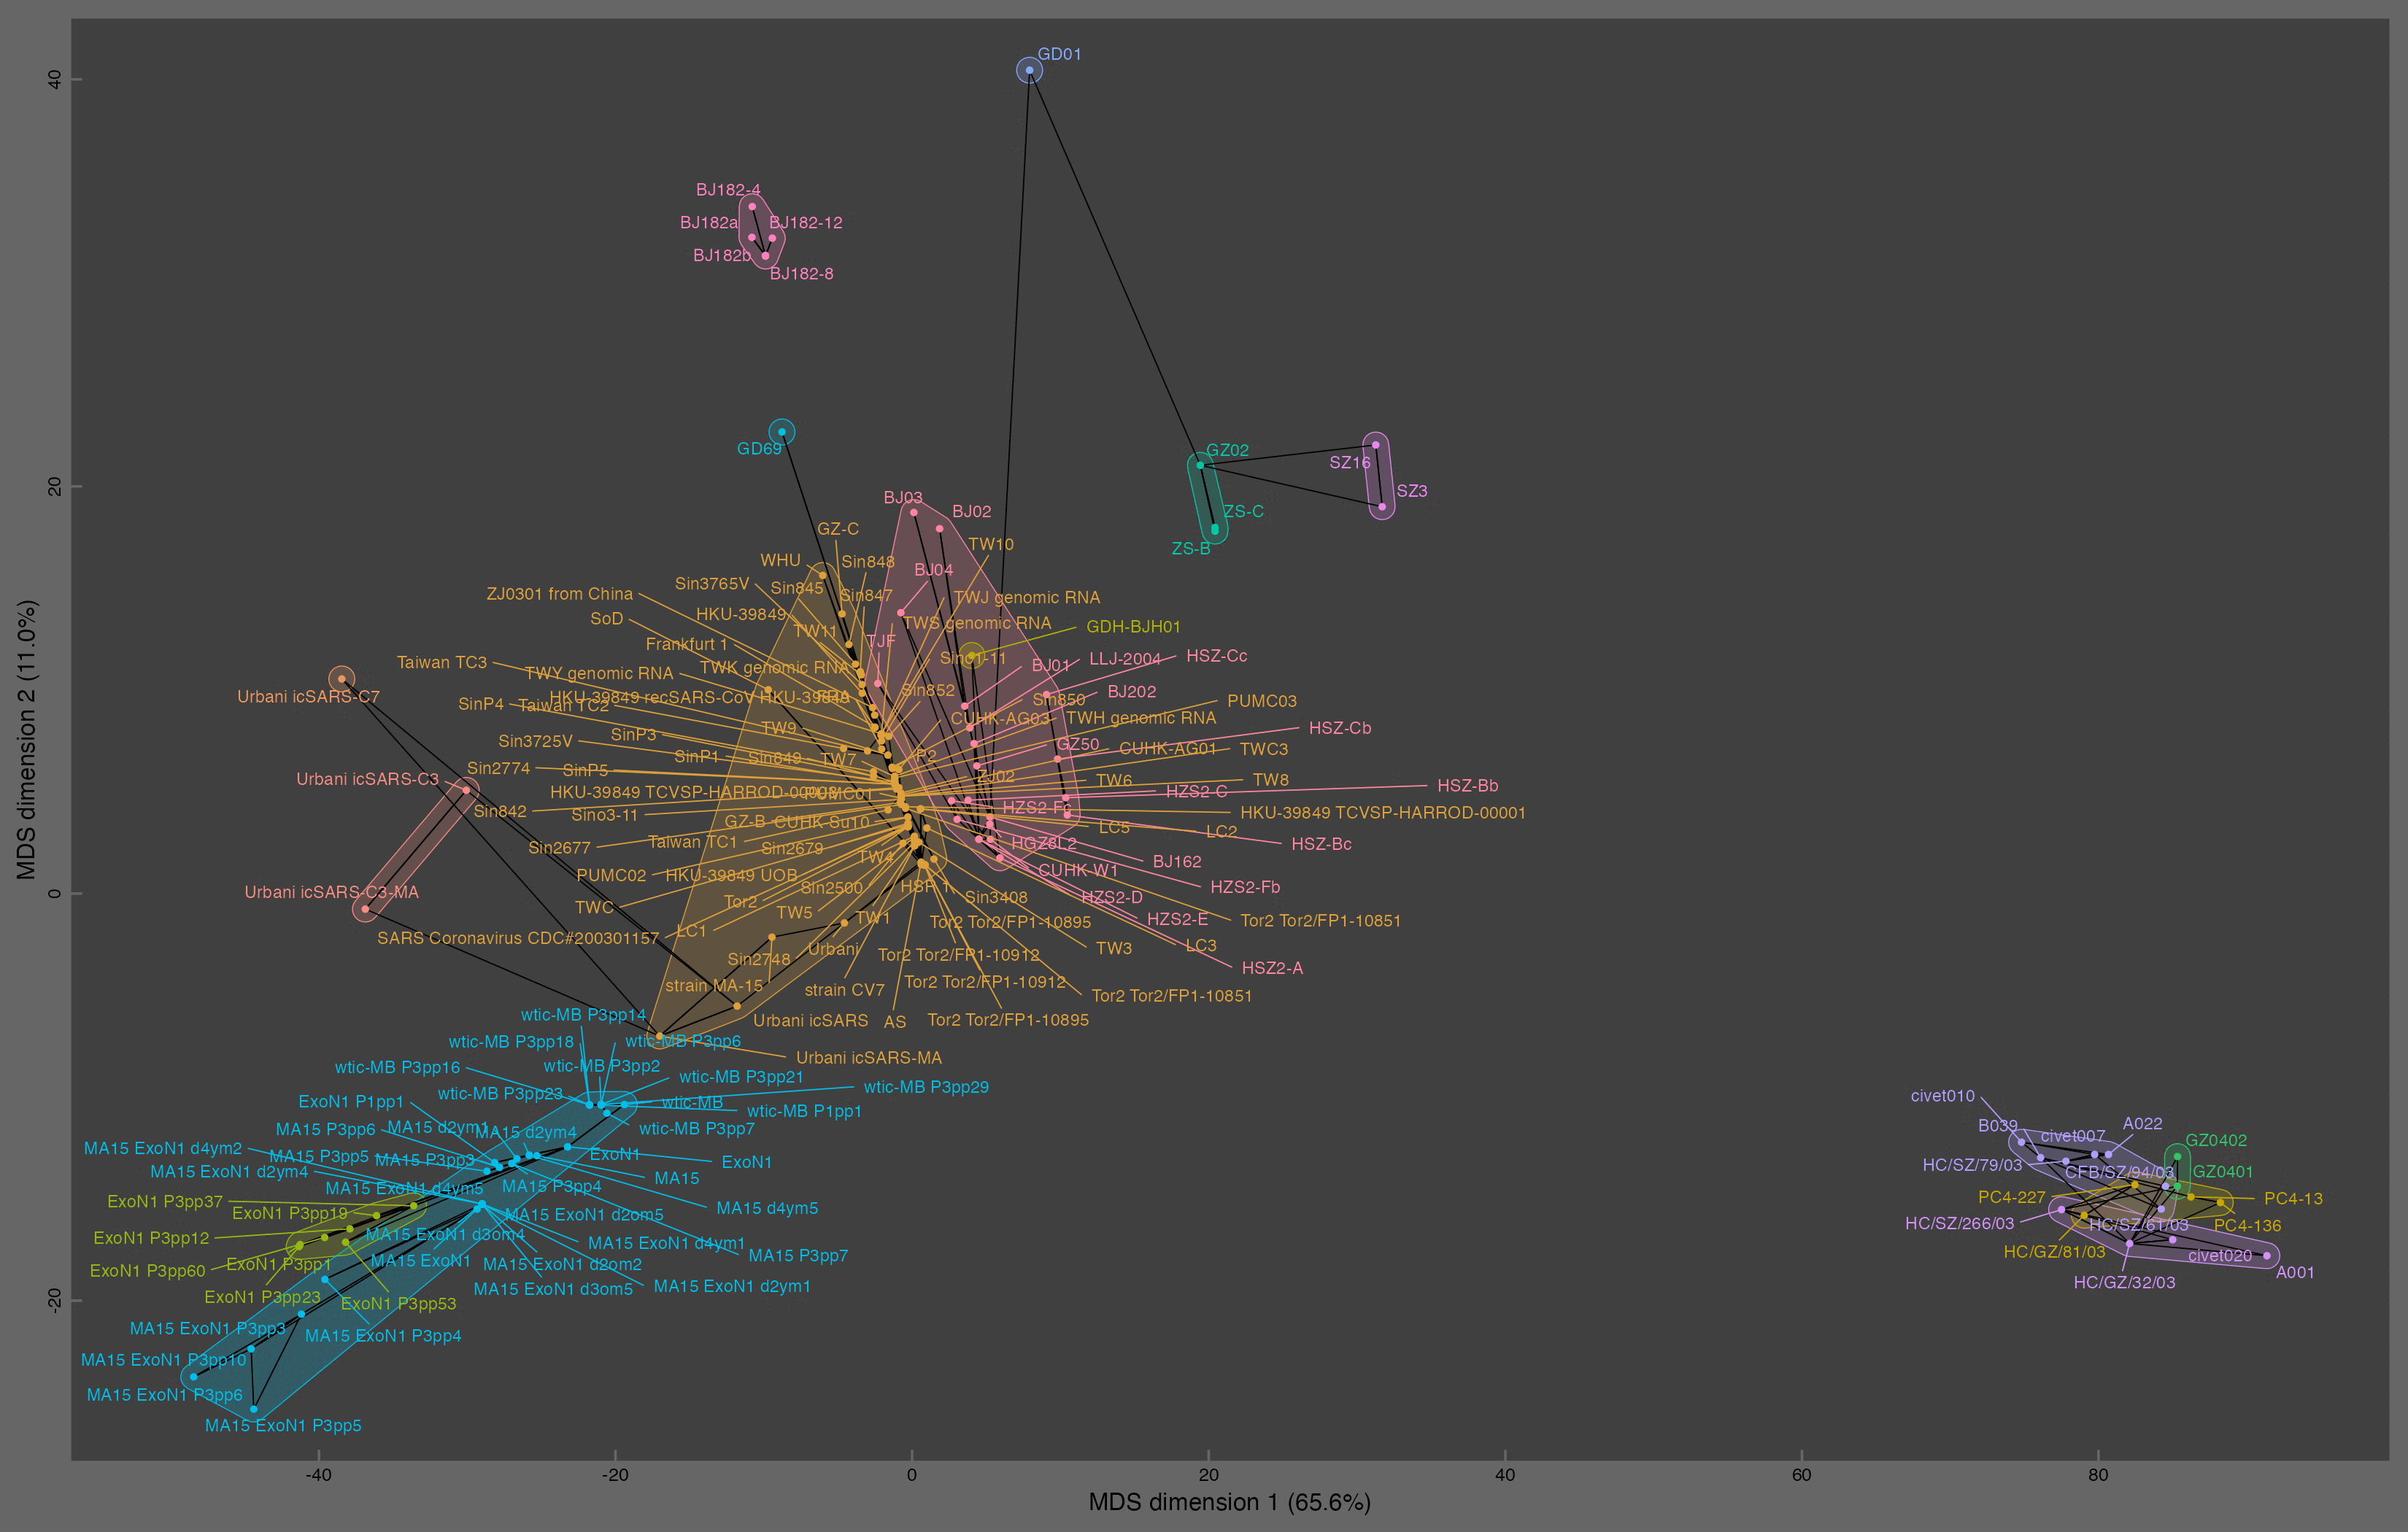 GD01
40
BJ182-4
BJ182a
BJ182-12
BJ182b
BJ182-8
GD69
GZ02
SZ16
SZ3
20
ZS-C
ZS-B
BJ03
BJ02
GZ-C
TW10
WHU
Sin848
BJ04
Sin3765V
Sin845
ZJ0301 from China
Sin847
TWJ genomic RNA
HKU-39849
SoD
TWS genomic RNA
GDH-BJH01
TW11
Frankfurt 1
TJF
Taiwan TC3
TWY genomic RNA
TWK genomic RNA
Sino1-11
BJ01
LLJ-2004
HSZ-Cc
Urbani icSARS-C7
HKU-39849 recSARS-CoV HKU-39849
Sin852
BJ202
SinP4
Taiwan TC2
Sin850
PUMC03
CUHK-AG03
TWH genomic RNA
TW9
HSZ-Cb
SinP3
Sin3725V
GZ50
CUHK-AG01
TWC3
SinP1
Sin849
TW7
P2
Sin2774
SinP5
Urbani icSARS-C3
ZJ02
TW6
TW8
HSZ-Bb
HKU-39849 TCVSP-HARROD-00003
PUMC01
HZS2-C
Sin842
Sino3-11
HZS2-Fc
HKU-39849 TCVSP-HARROD-00001
GZ-B
CUHK-Su10
LC5
LC2
Sin2677
Taiwan TC1
Sin2679
HGZ8L2
HSZ-Bc
TW4
BJ162
PUMC02
HKU-39849 UOB
CUHK-W1
Sin2500
HSR 1
HZS2-Fb
Urbani icSARS-C3-MA
0
TWC
Tor2
TW5
Sin3408
HZS2-D
TW1
Tor2 Tor2/FP1-10895
HZS2-E
Tor2 Tor2/FP1-10851
SARS Coronavirus CDC#200301157
LC1
Urbani
TW3
LC3
Sin2748
Tor2 Tor2/FP1-10912
HSZ2-A
strain MA-15
strain CV7
Tor2 Tor2/FP1-10912
Tor2 Tor2/FP1-10851
wtic-MB P3pp14
Urbani icSARS
AS
Tor2 Tor2/FP1-10895
wtic-MB P3pp18
wtic-MB P3pp6
Urbani icSARS-MA
wtic-MB P3pp16
wtic-MB P3pp2
wtic-MB P3pp21
wtic-MB P3pp29
wtic-MB P3pp23
wtic-MB
wtic-MB P1pp1
ExoN1 P1pp1
wtic-MB P3pp7
MA15 P3pp6
MA15 d2ym1
MA15 d2ym4
MA15 ExoN1 d4ym2
MA15 P3pp5
MA15 P3pp3
ExoN1
ExoN1
MA15 ExoN1 d2ym4
MA15
MA15 ExoN1 d4ym5
MA15 P3pp4
ExoN1 P3pp37
ExoN1 P3pp19
MA15 d4ym5
MA15 ExoN1 d2om5
ExoN1 P3pp12
MA15 ExoN1 d3om4
MA15 ExoN1 d4ym1
MA15 P3pp7
ExoN1 P3pp60
ExoN1 P3pp1
MA15 ExoN1
MA15 ExoN1 d2om2
MA15 ExoN1 d3om5
MA15 ExoN1 d2ym1
ExoN1 P3pp23
ExoN1 P3pp53
MA15 ExoN1 P3pp3
MA15 ExoN1 P3pp4
MA15 ExoN1 P3pp10
MA15 ExoN1 P3pp6
MA15 ExoN1 P3pp5
civet010
B039
civet007
A022
GZ0402
HC/SZ/79/03
CFB/SZ/94/03
GZ0401
PC4-227
PC4-13
HC/SZ/266/03
HC/SZ/61/03
PC4-136
HC/GZ/81/03
civet020
A001
HC/GZ/32/03
-20
-40
-20
0
20
40
60
80
MDS dimension 1 (65.6%)
MDS dimension 2 (11.0%)